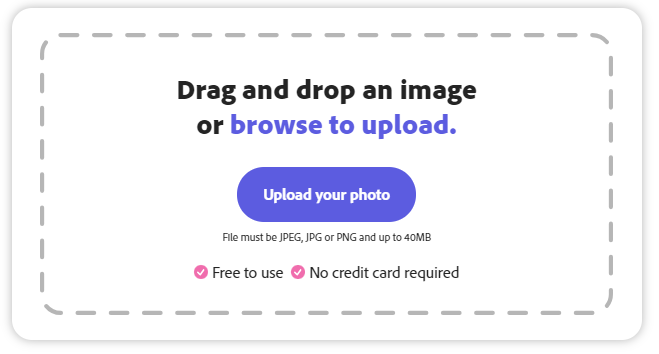 Drag and drop an image
or browse to upload.
Upload your photo
File must be JPEG, JPG or PNG and up to 40MB
Free to use No credit card required